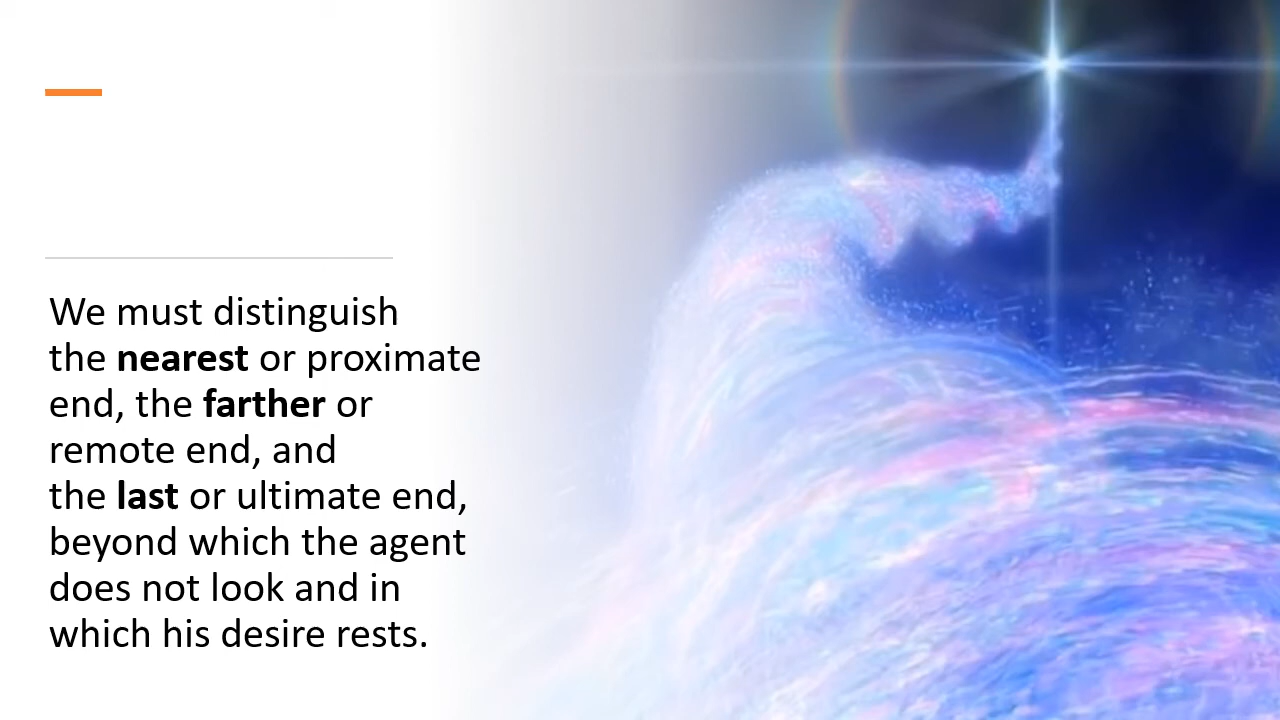 We must distinguish
the nearest or proximate
end, the farther or
remote end, and
the last or ultimate end,
beyond which the agent
does not look and in
which his desire rests.